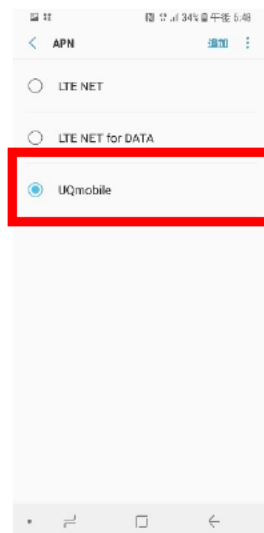 34% 午後 6:48
APN 追加
LTE NET
LTE NET for DATA
UQmobile